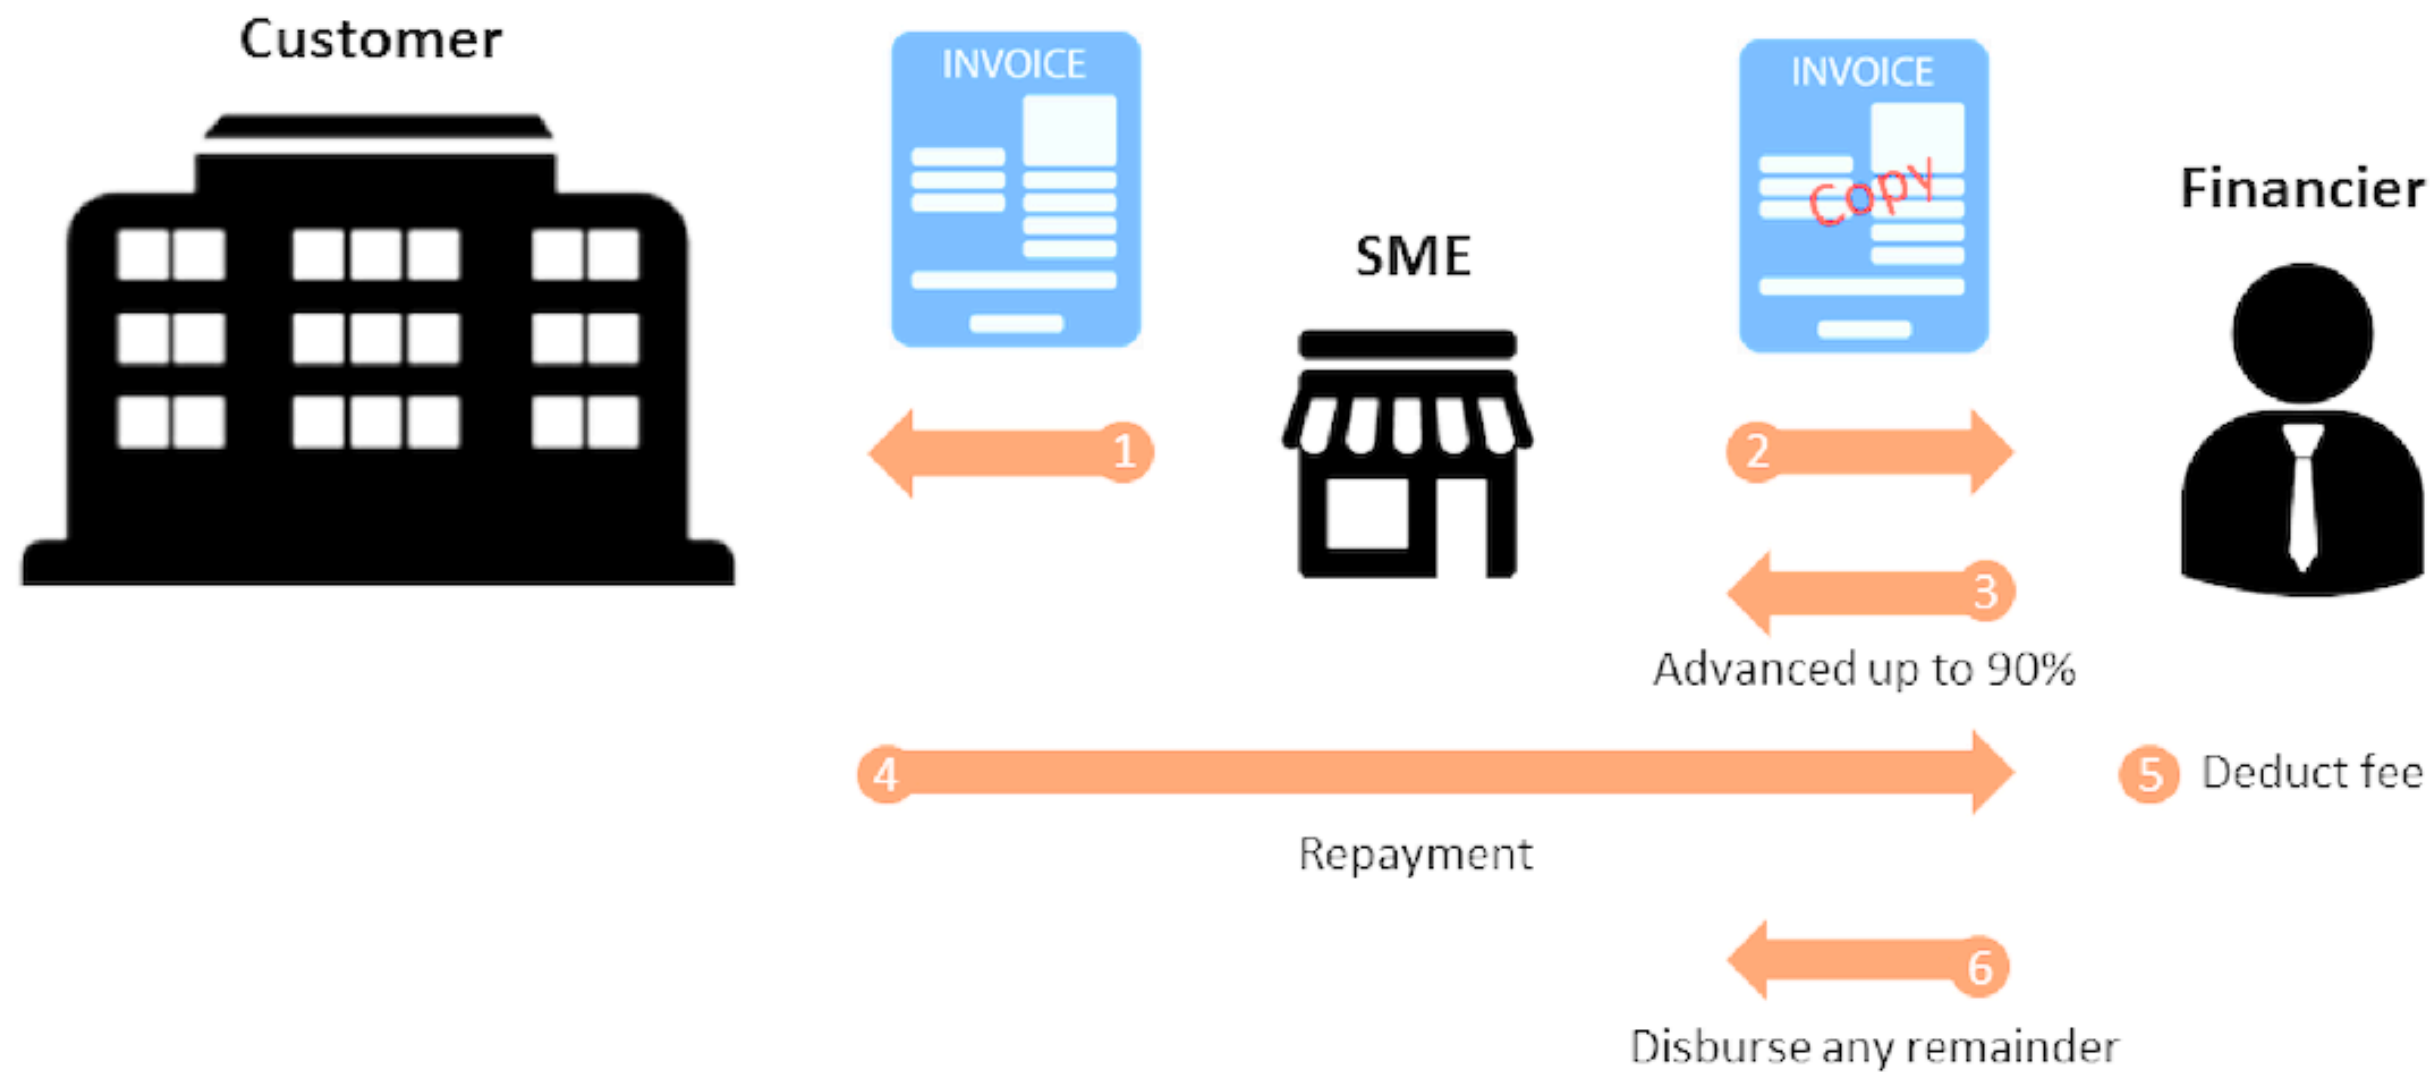 Customer
INVOICE
SME
INVOICE
Copy
Financier
1
2
3
Advanced up to 90%
4
5 Deduct fee
Repayment
6
Disburse any remainder